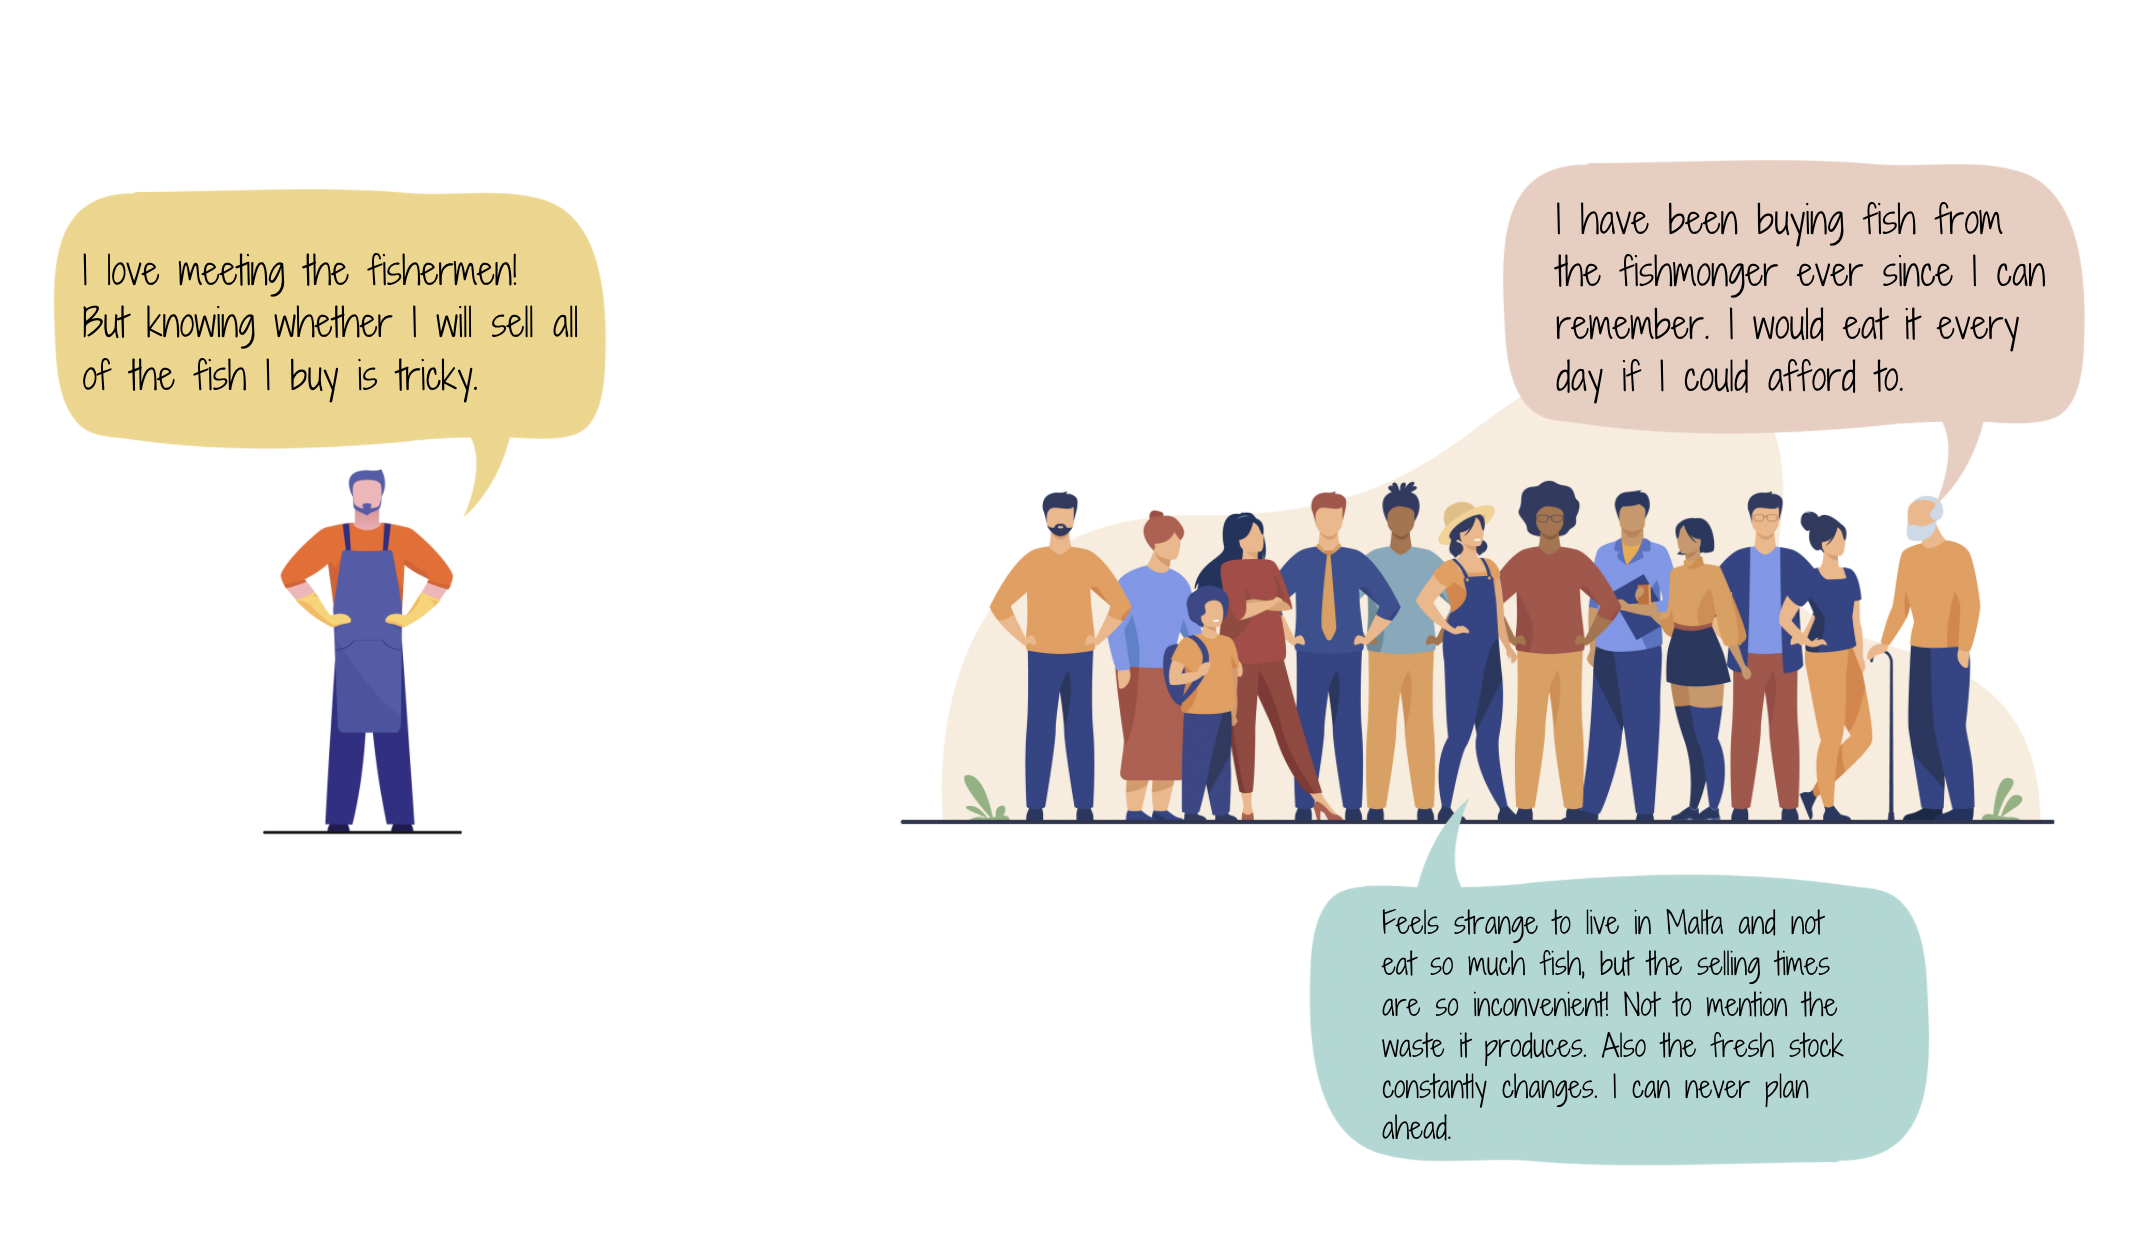 I love meeting the fishermen!
But knowing whether I will sell all
of the fish I buy is tricky.
I have been buying fish from
the fishmonger ever since I can
remember. I would eat it every
day if I could afford to.
Feels strange to live in Malta and not
eat so much fish, but the selling times
are so inconvenient! Not to mention the
waste it produces. Also the fresh stock
constantly changes. I can never plan
ahead.